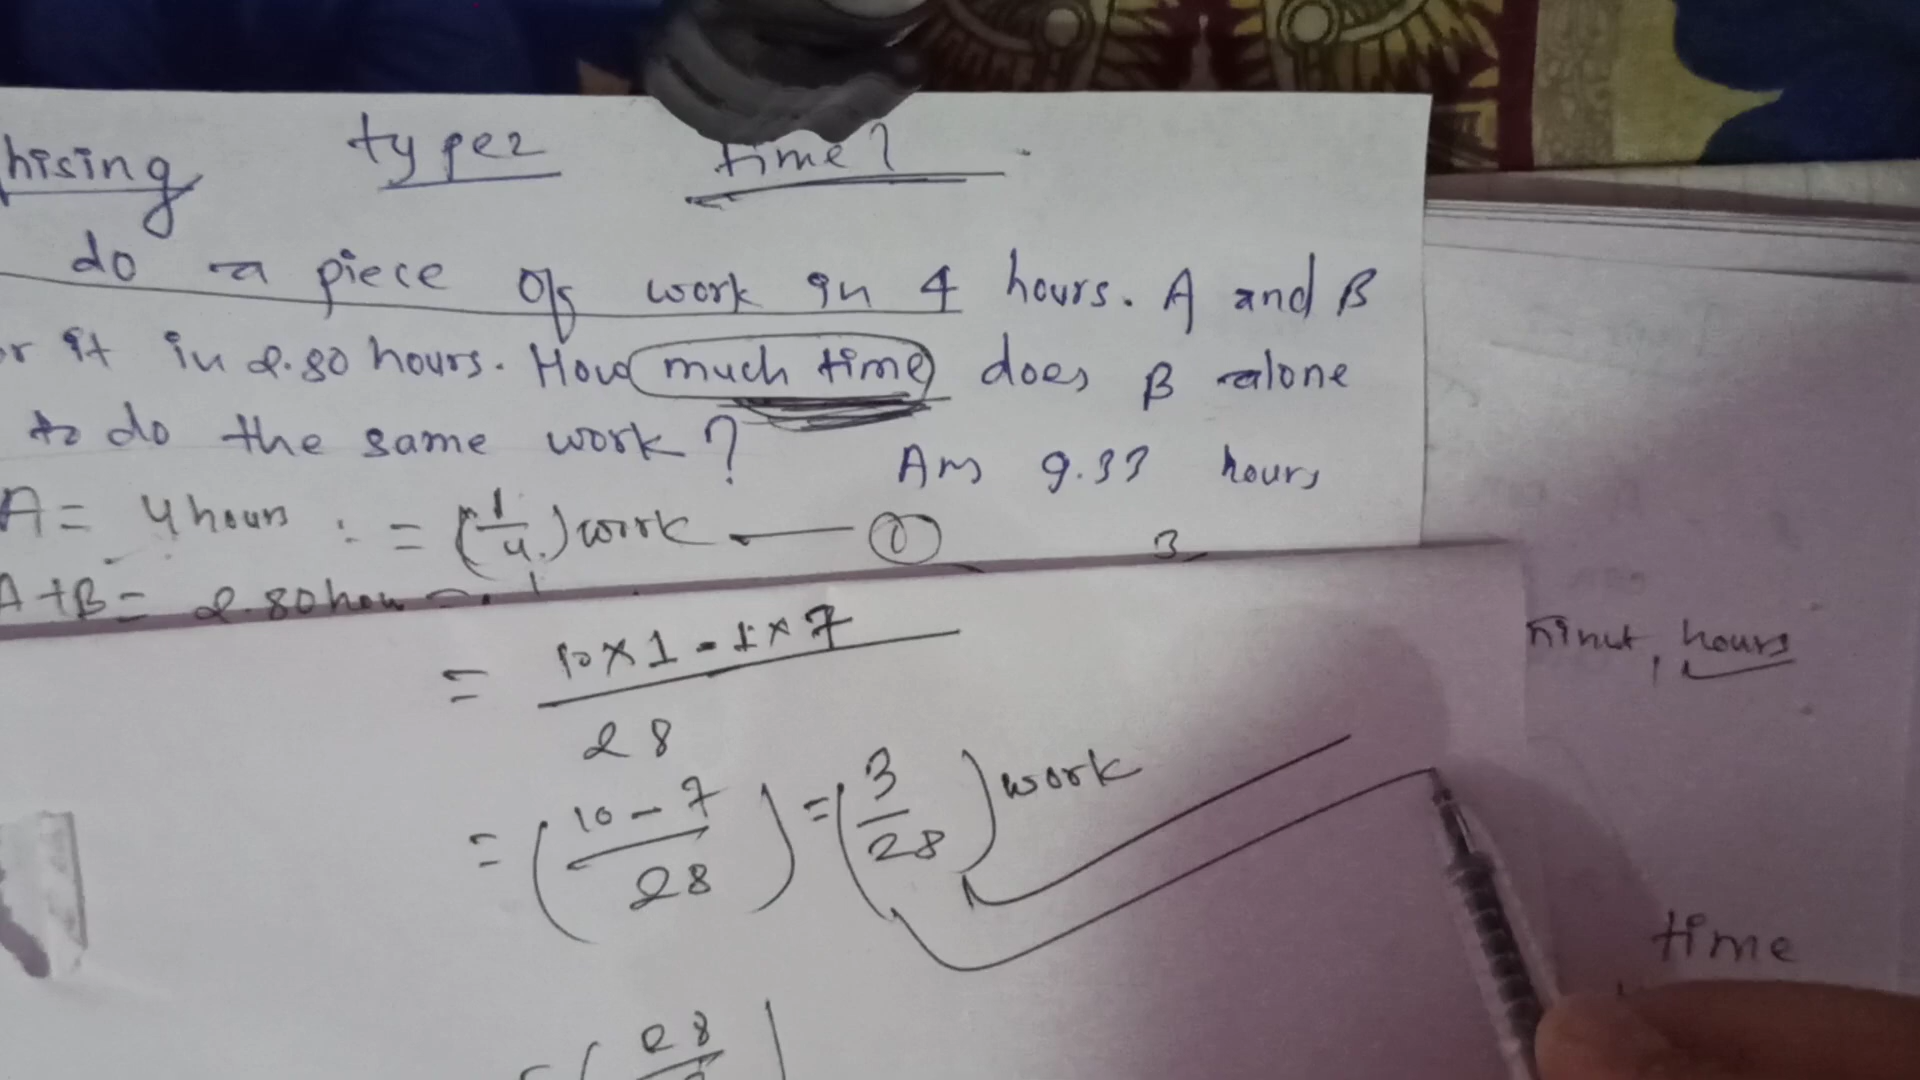 hising type2 time?
do a piece of work in 4 hours. A and B
it in 2.80 hours. How much time does B alone
to do the same work? Ans 9.33 hours
A = 4 hours : = (1/4) work — 1
3
A+B = 2.80 hou
= 10×1-1×7 / 28
hours
= (10-7 / 28) = (3/28) work
time
= (28